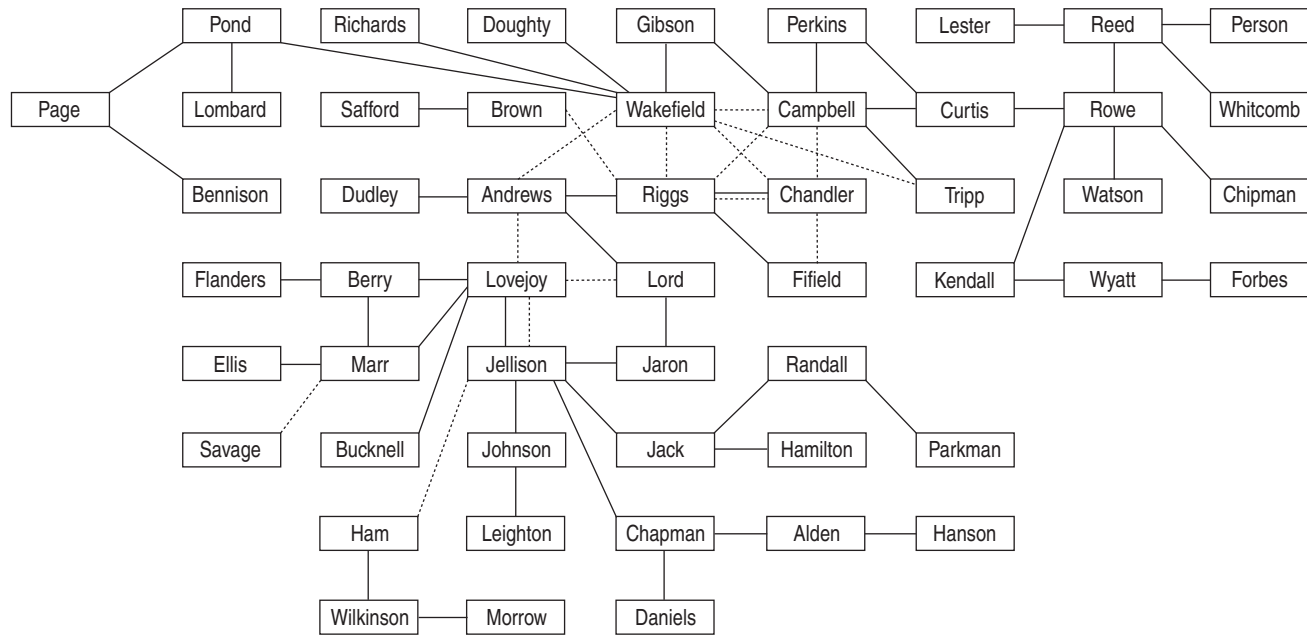 Pond Richards Doughty Gibson Perkins Lester Reed Person
Page Lombard Safford Brown Wakefield Campbell Curtis Rowe Whitcomb
Bennison Dudley Andrews Riggs Chandler Tripp Watson Chipman
Flanders Berry Lovejoy Lord Fifield Kendall Wyatt Forbes
Ellis Marr Jellison Jaron Randall
Savage Bucknell Johnson Jack Hamilton Parkman
Ham Leighton Chapman Alden Hanson
Wilkinson Morrow Daniels